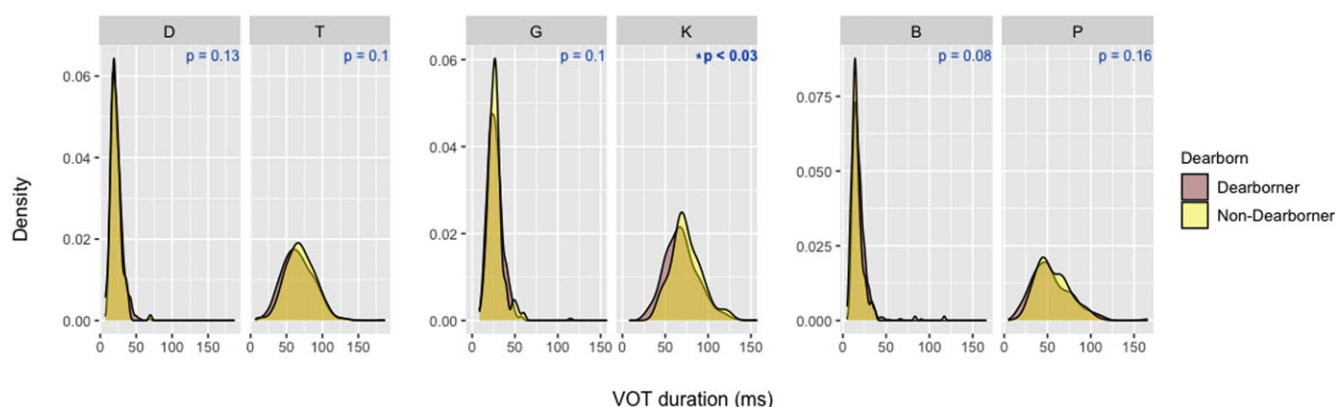 D T G K B P
p = 0.13 p = 0.1 p = 0.1 *p < 0.03 p = 0.08 p = 0.16
0.06 0.06 0.075
0.04 0.04 0.050
0.02 0.02 0.025
0.00 0.00 0.000
0 50 100 150 0 50 100 150 0 50 100 150 0 50 100 150 0 50 100 150 0 50 100 150
Density
VOT duration (ms)
Dearborn
Dearborner
Non-Dearborner